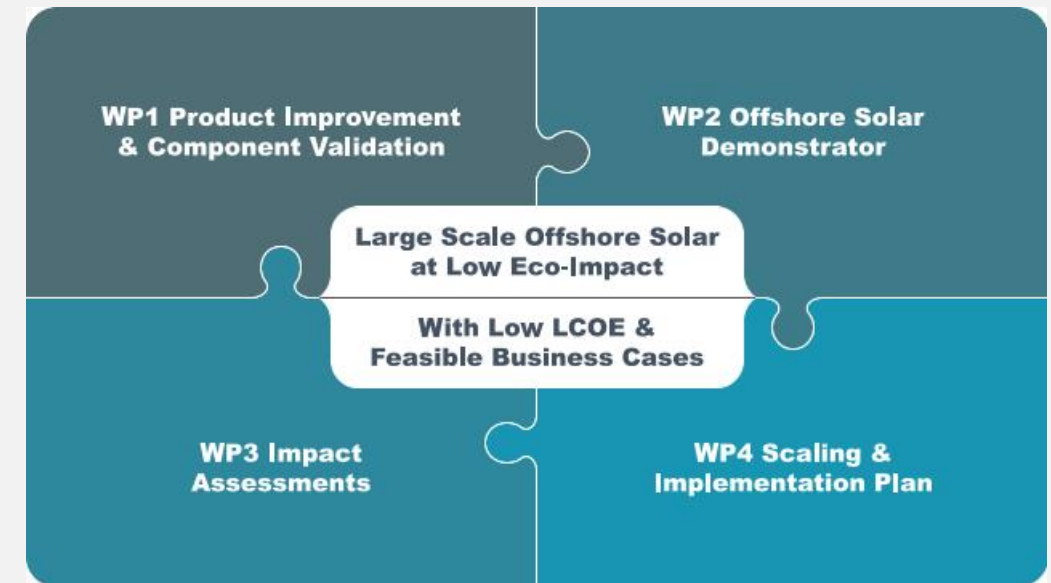 WP1 Product Improvement
& Component Validation
WP2 Offshore Solar
Demonstrator
Large Scale Offshore Solar
at Low Eco-Impact
With Low LCOE &
Feasible Business Cases
WP3 Impact
Assessments
WP4 Scaling &
Implementation Plan